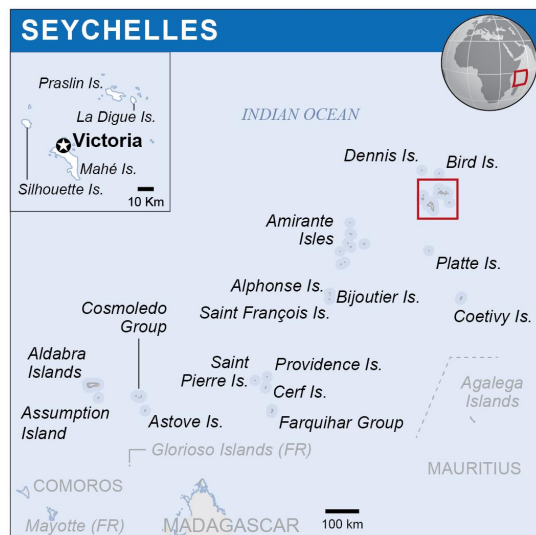 SEYCHELLES
Praslin Is.
La Digue Is.
Victoria
Mahé Is.
Silhouette Is.
10 Km
INDIAN OCEAN
Dennis Is.
Bird Is.
Amirante
Isles
Platte Is.
Alphonse Is.
Bijoutier Is.
Saint François Is.
Coetivy Is.
Cosmoledo
Group
Aldabra
Islands
Saint
Pierre Is.
Providence Is.
Cerf Is.
Assumption
Island
Astove Is.
Farquihar Group
Agalega
Islands
Glorioso Islands (FR)
MAURITIUS
COMOROS
Mayotte (FR)
MADAGASCAR
100 km